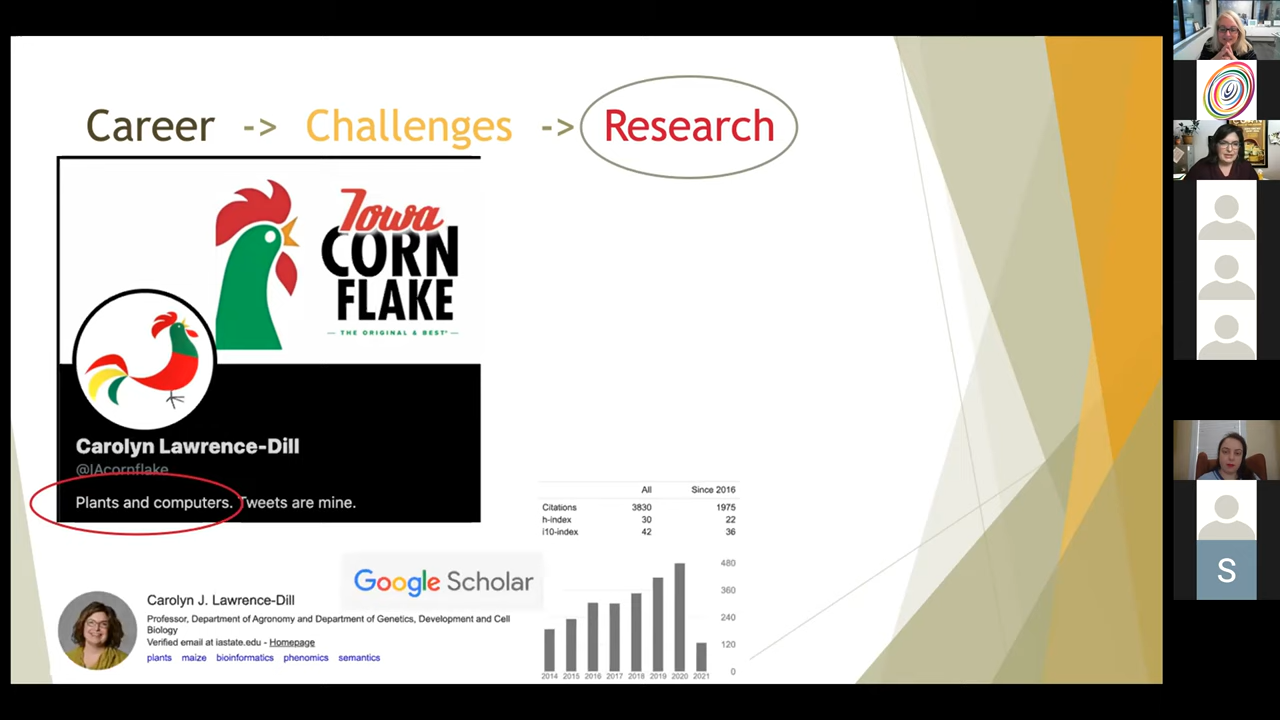 Career -> Challenges -> Research
Iowa
CORN
FLAKE
THE ORIGINAL & BEST
Carolyn Lawrence-Dill
@IAcornflake
Plants and computers. Tweets are mine.
Google Scholar
Carolyn J. Lawrence-Dill
Professor, Department of Agronomy and Department of Genetics, Development and Cell
Biology
Verified email at iastate.edu - Homepage
plants maize bioinformatics phenomics semantics
All Since 2016
Citations 3830 1975
h-index 30 22
i10-index 42 36
480
360
240
120
0
2014 2015 2016 2017 2018 2019 2020 2021
S